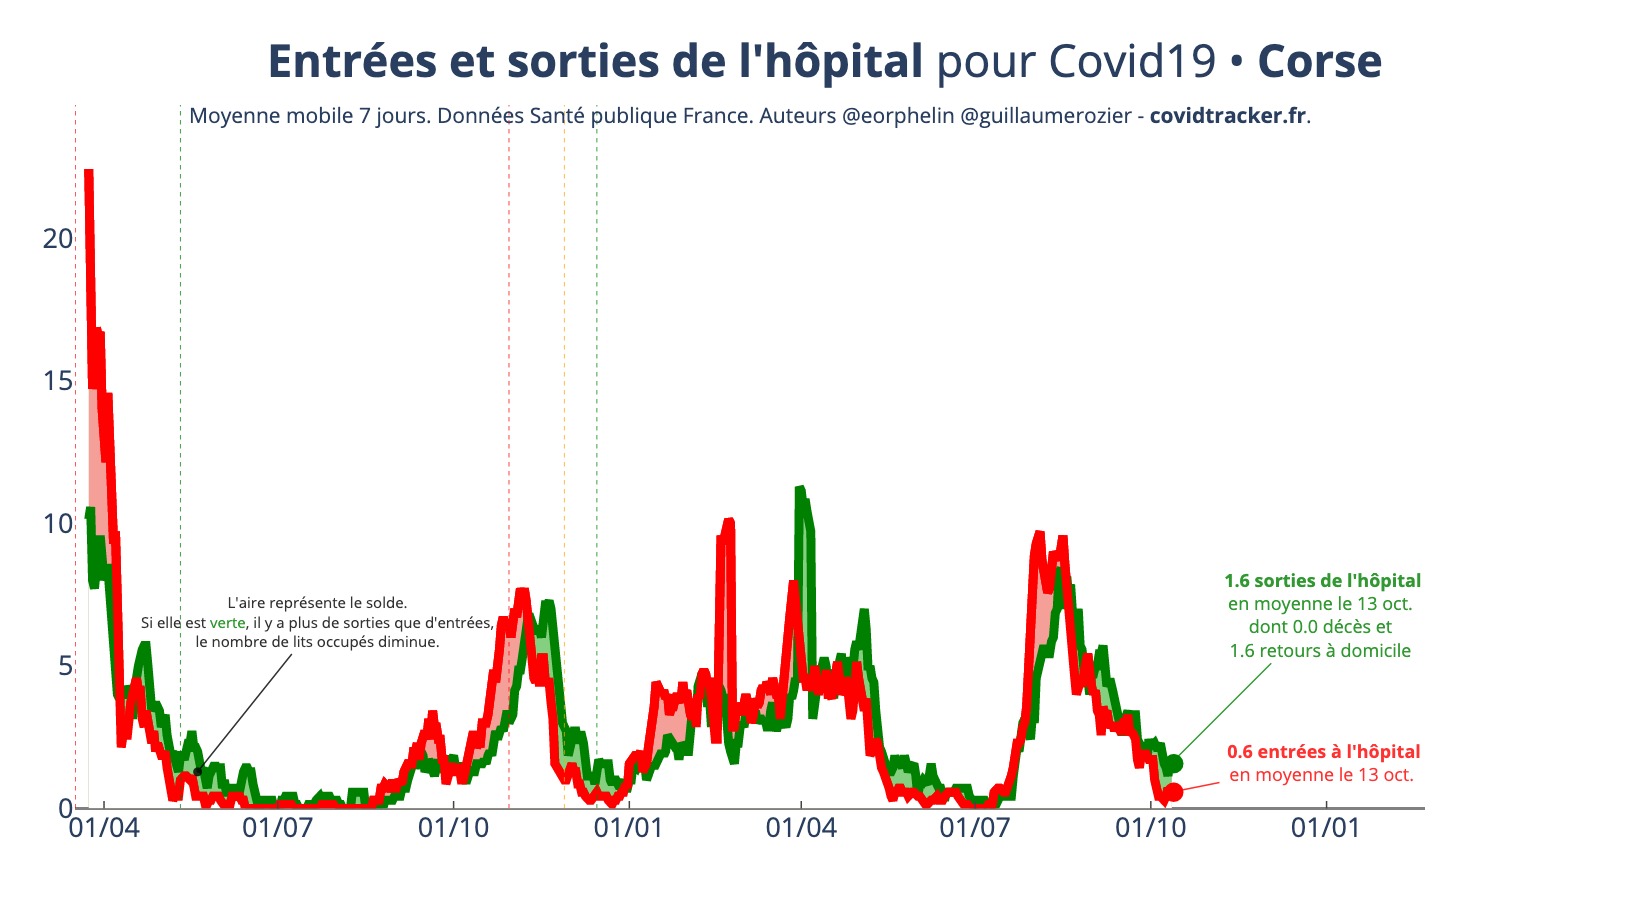 Entrées et sorties de l'hôpital pour Covid19 • Corse
Moyenne mobile 7 jours. Données Santé publique France. Auteurs @eorphelin @guillaumerozier - covidtracker.fr.
20
15
10
5
0
L'aire représente le solde.
Si elle est verte, il y a plus de sorties que d'entrées,
le nombre de lits occupés diminue.
1.6 sorties de l'hôpital
en moyenne le 13 oct.
dont 0.0 décès et
1.6 retours à domicile
0.6 entrées à l'hôpital
en moyenne le 13 oct.
01/04 01/07 01/10 01/01 01/04 01/07 01/10 01/01